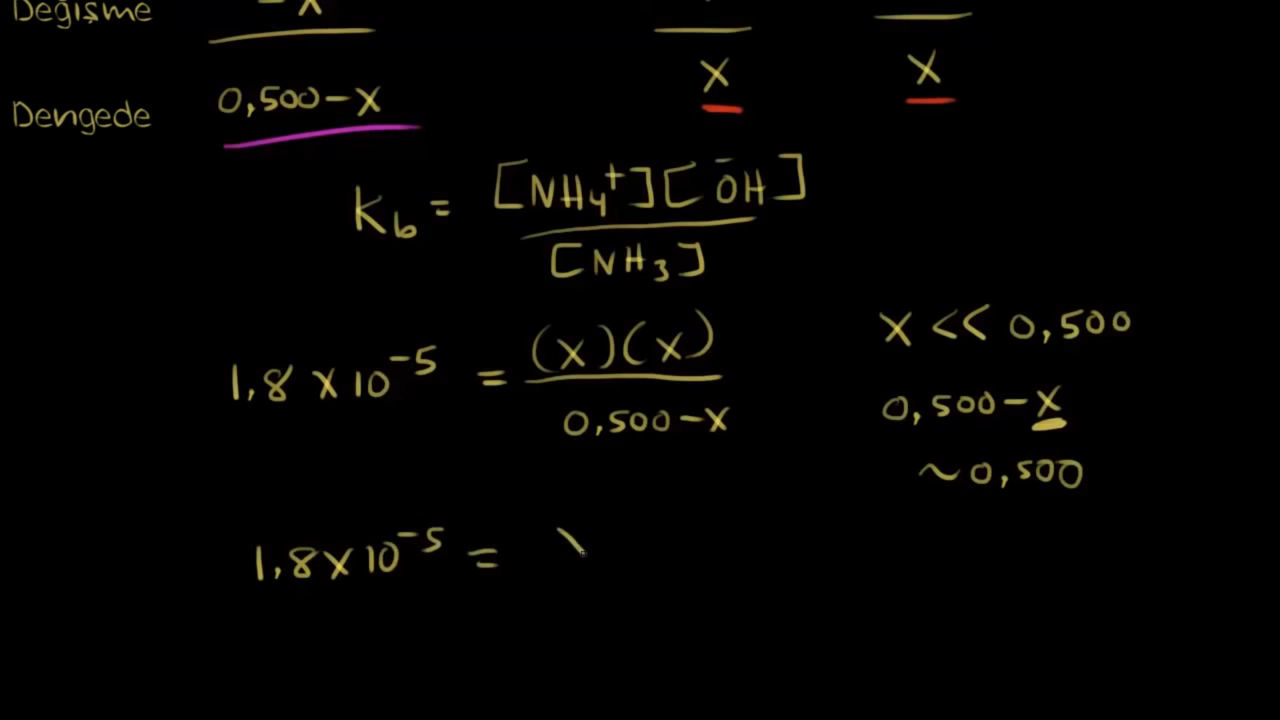 Değişme -x
x x
Dengede 0,500-x
Kb = [NH4+][OH-]
[NH3]
1,8 x 10^-5 = (x)(x)
0,500-x
x << 0,500
0,500-x
~0,500
1,8 x 10^-5 =